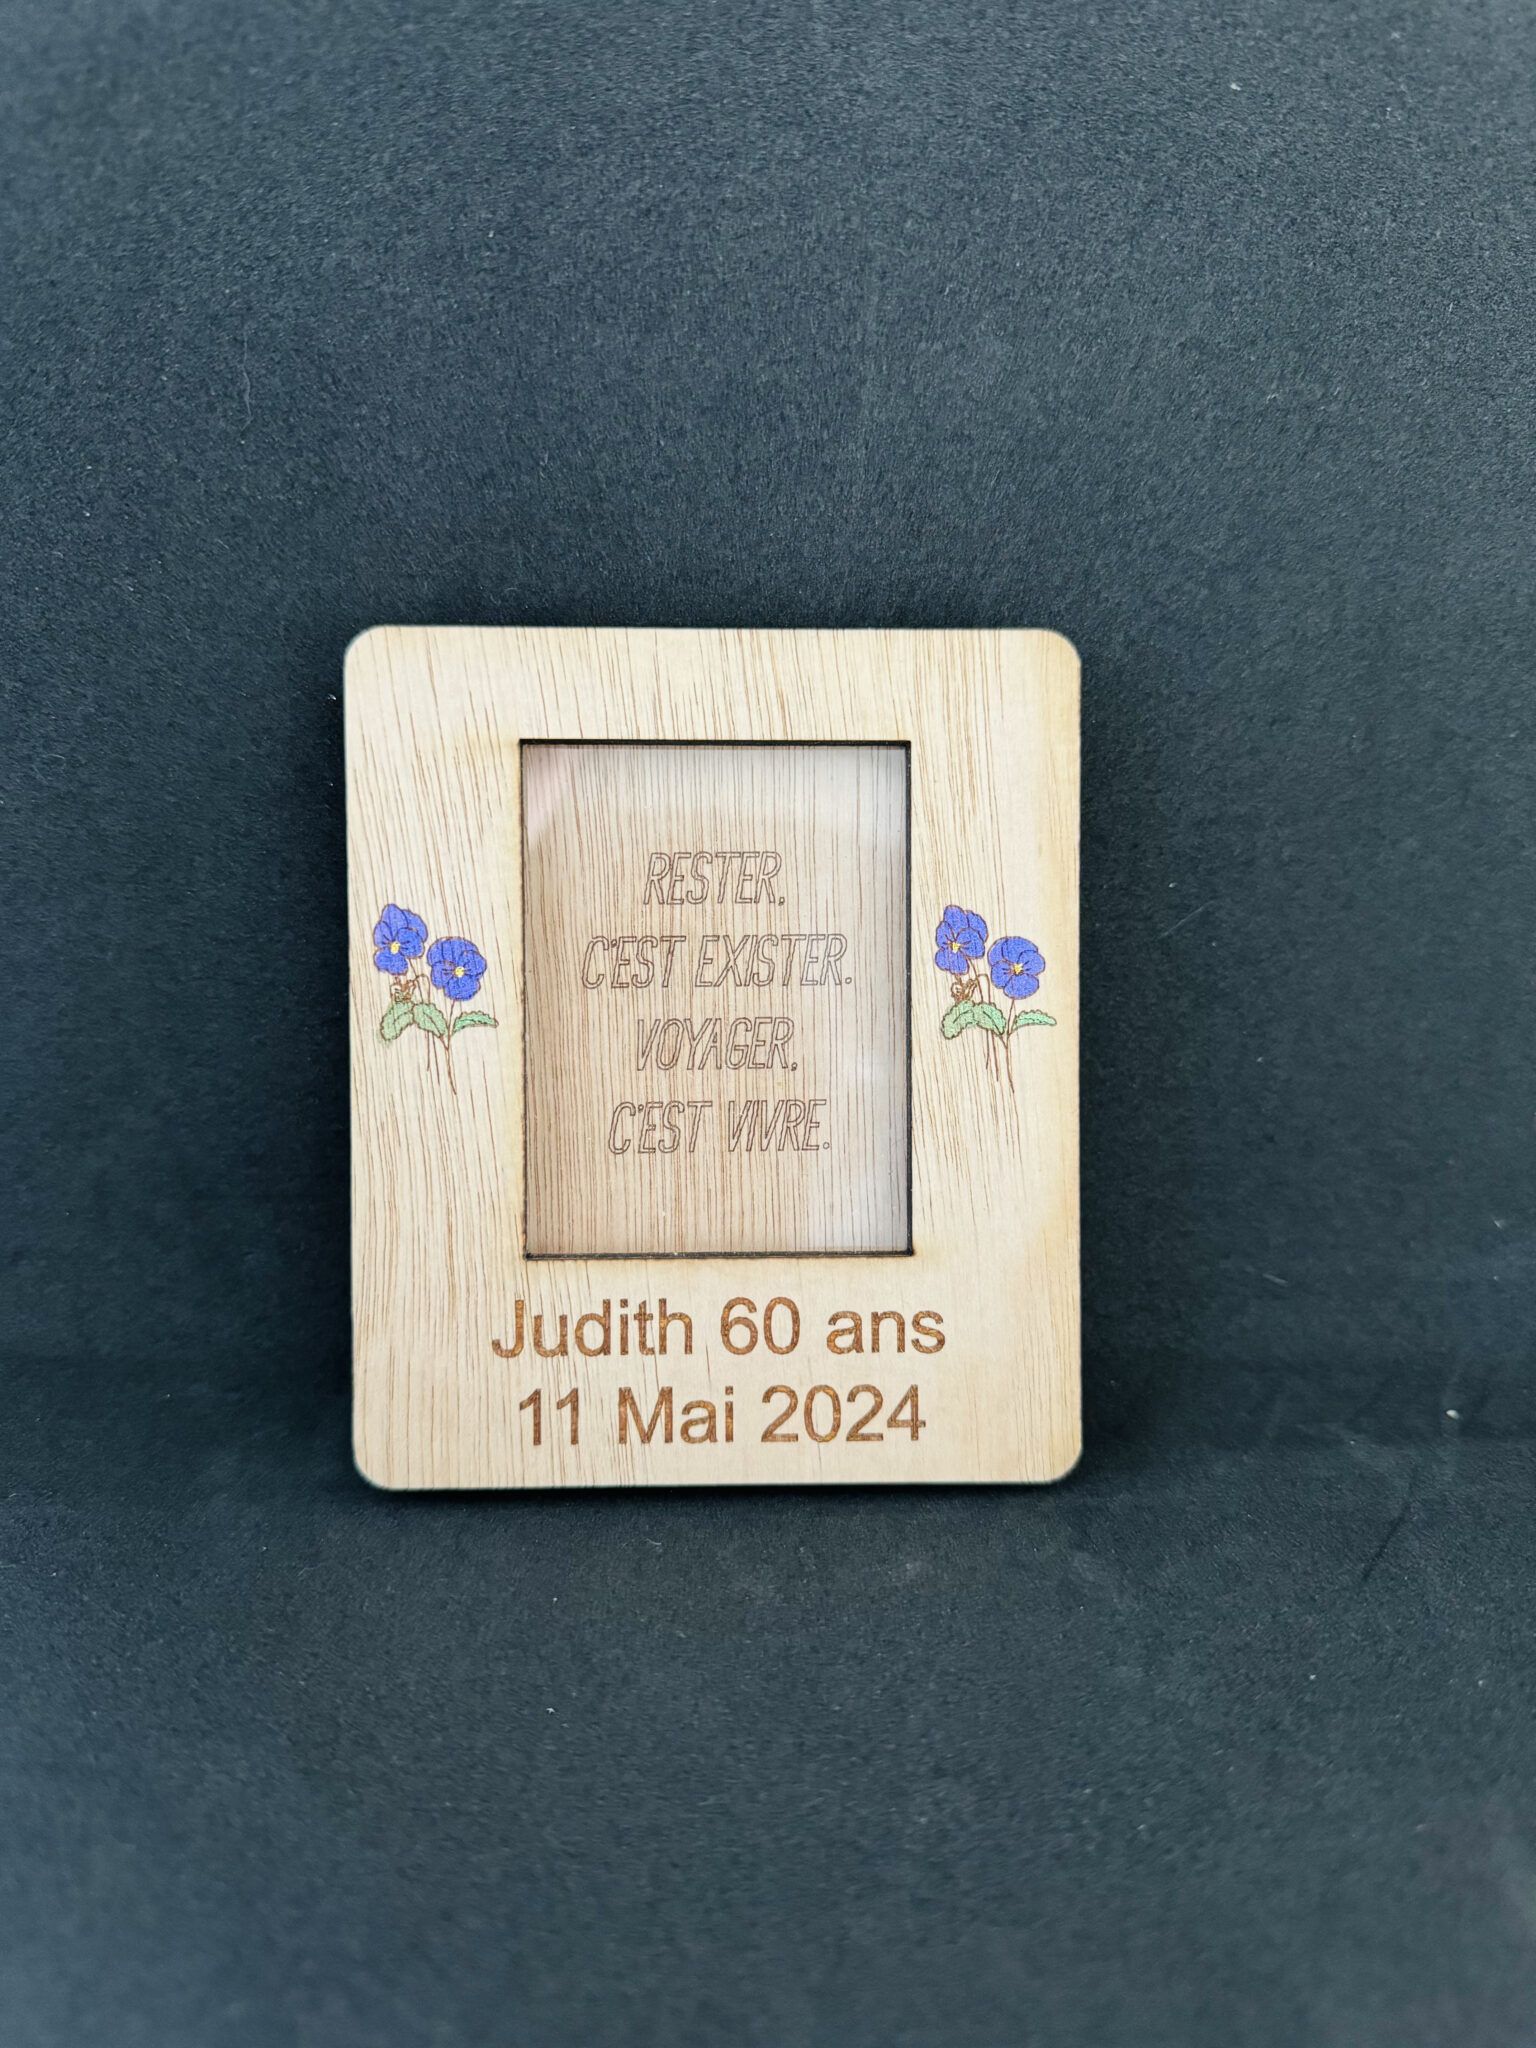 RESTER,
C'EST EXISTER.
VOYAGER,
C'EST VIVRE.
Judith 60 ans
11 Mai 2024